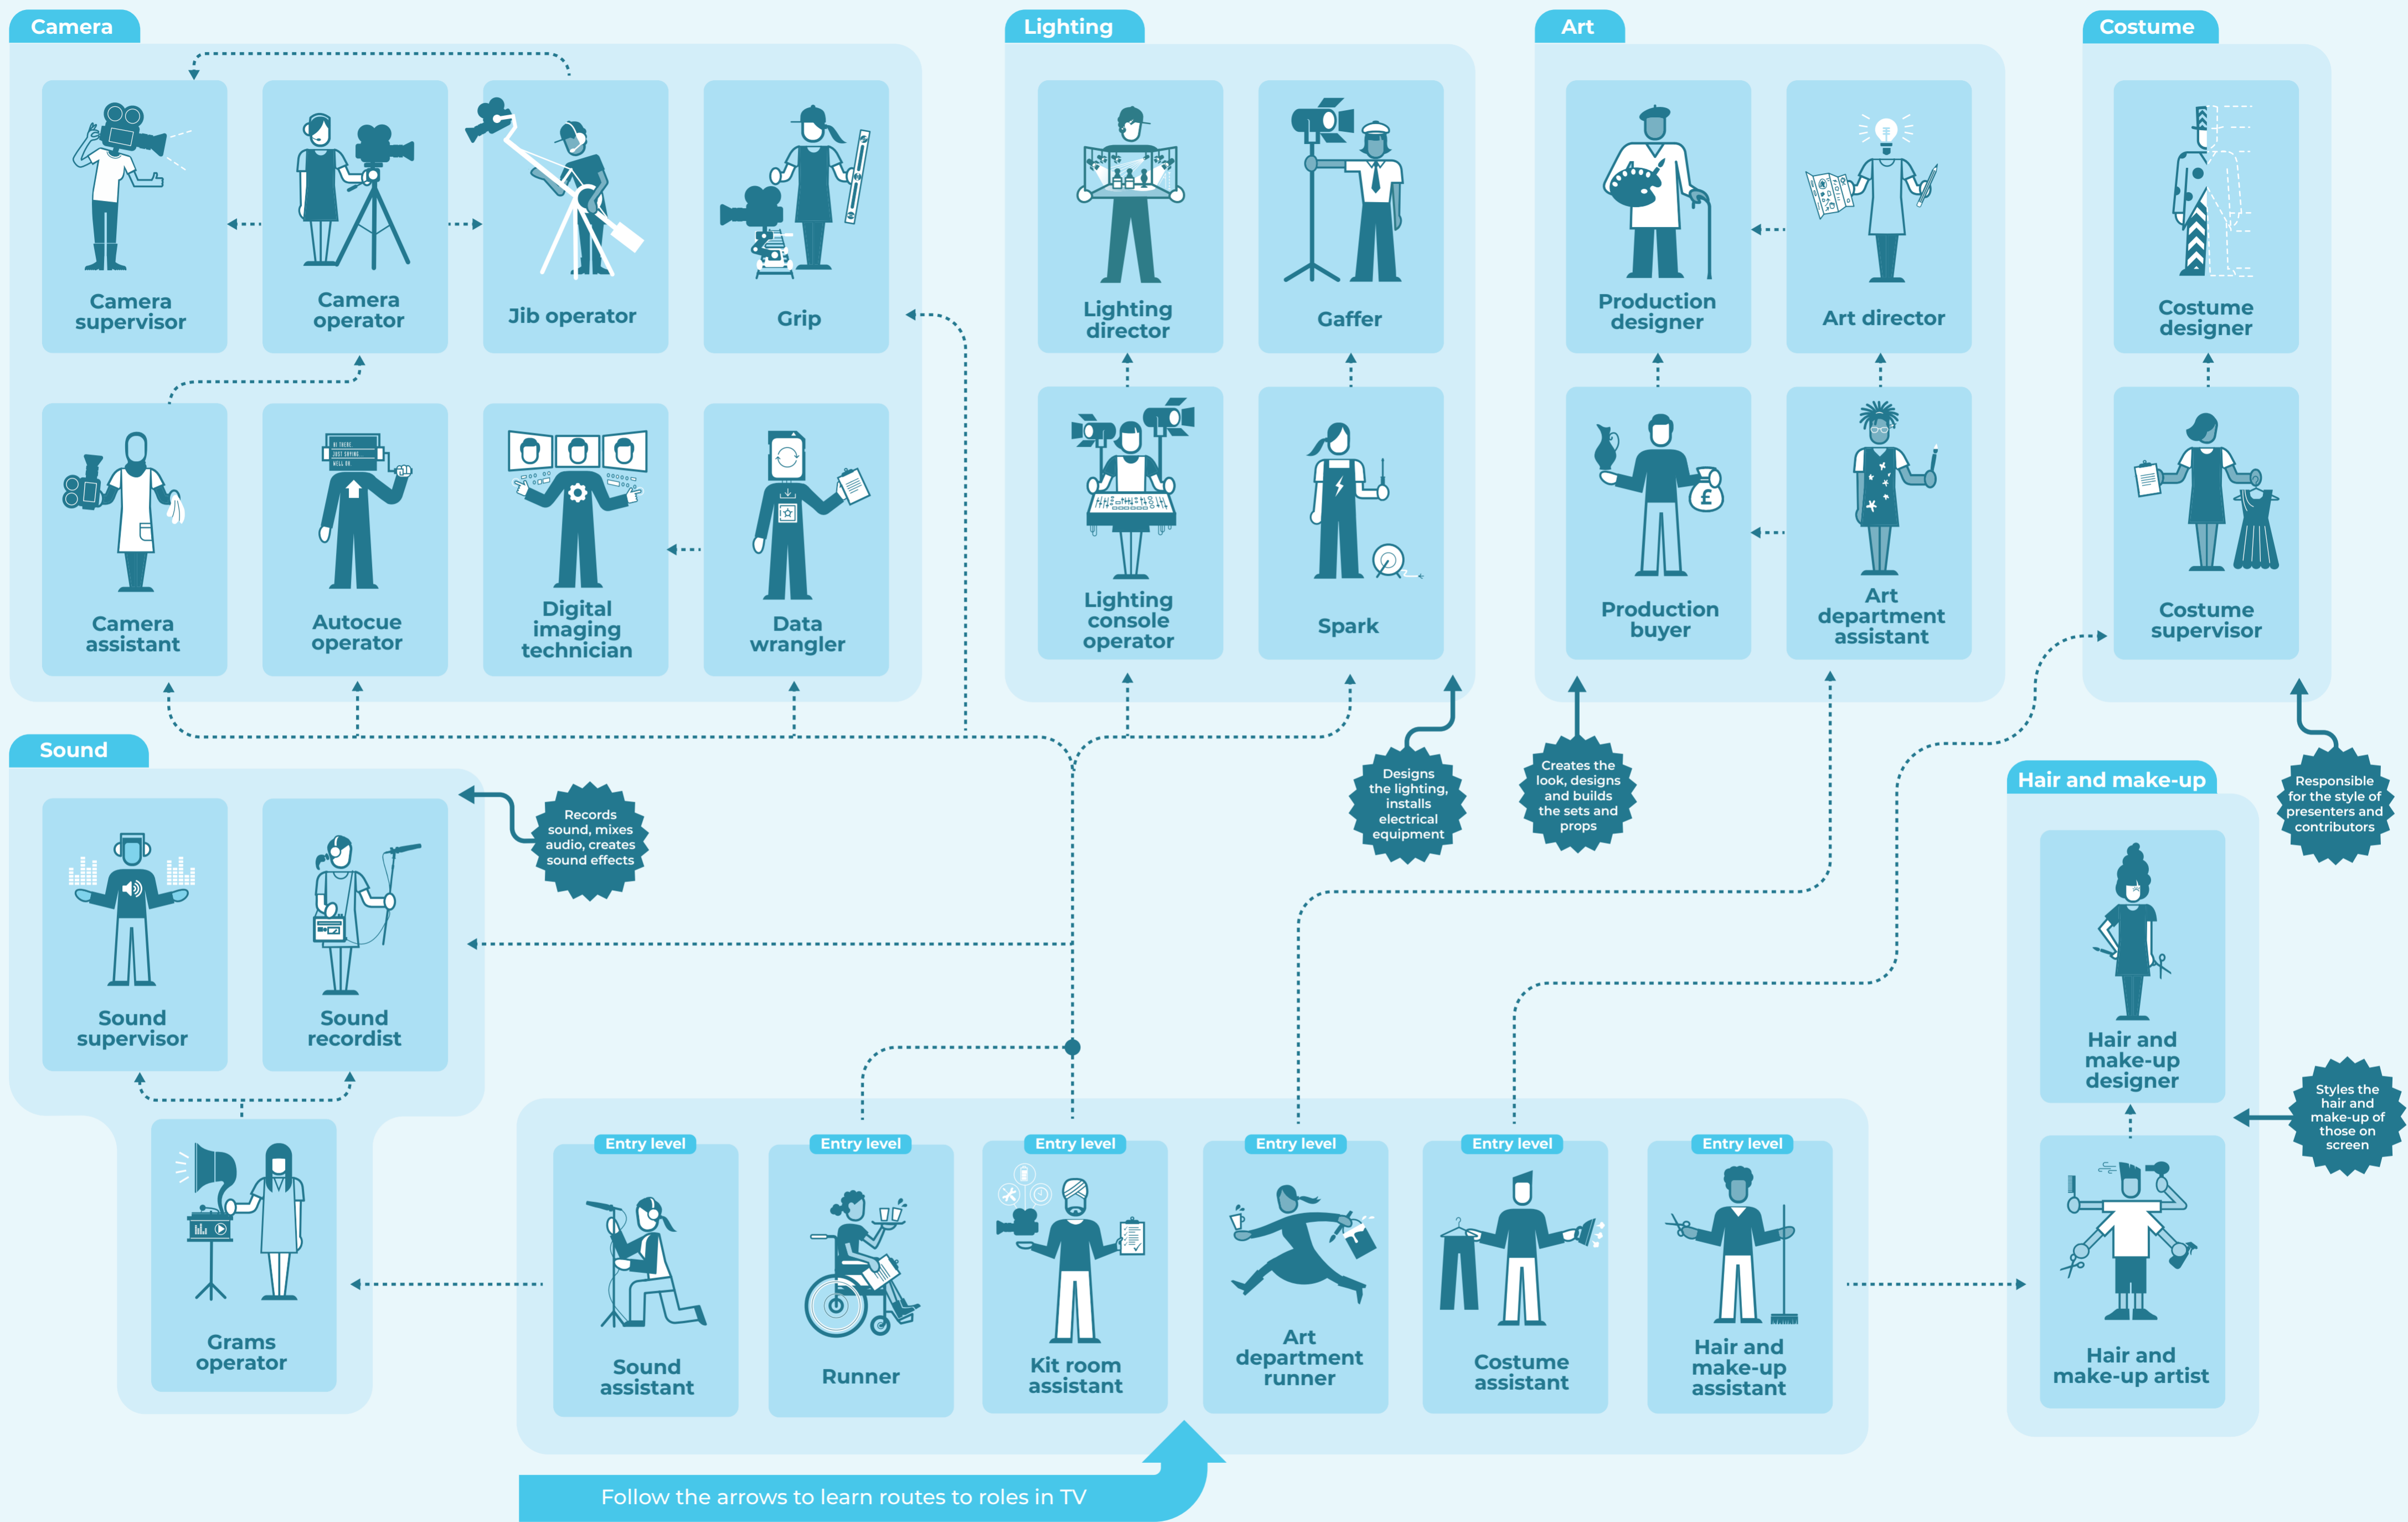 Camera
Camera
supervisor
Camera
operator
Jib operator
Grip
Camera
assistant
HI THERE.
JUST SAYING
WELL OK.
Autocue
operator
Digital
imaging
technician
Data
wrangler
Lighting
Lighting
director
Gaffer
Lighting
console
operator
Spark
Designs
the lighting,
installs
electrical
equipment
Art
Production
designer
Art director
£
Production
buyer
Art
department
assistant
Creates the
look, designs
and builds
the sets and
props
Costume
Costume
designer
Costume
supervisor
Responsible
for the style of
presenters and
contributors
Sound
Sound
supervisor
Sound
recordist
Grams
operator
Records
sound, mixes
audio, creates
sound effects
Hair and make-up
Hair and
make-up
designer
Hair and
make-up artist
Styles the
hair and
make-up of
those on
screen
Entry level
Sound
assistant
Entry level
Runner
Entry level
Kit room
assistant
Entry level
Art
department
runner
Entry level
Costume
assistant
Entry level
Hair and
make-up
assistant
Follow the arrows to learn routes to roles in TV